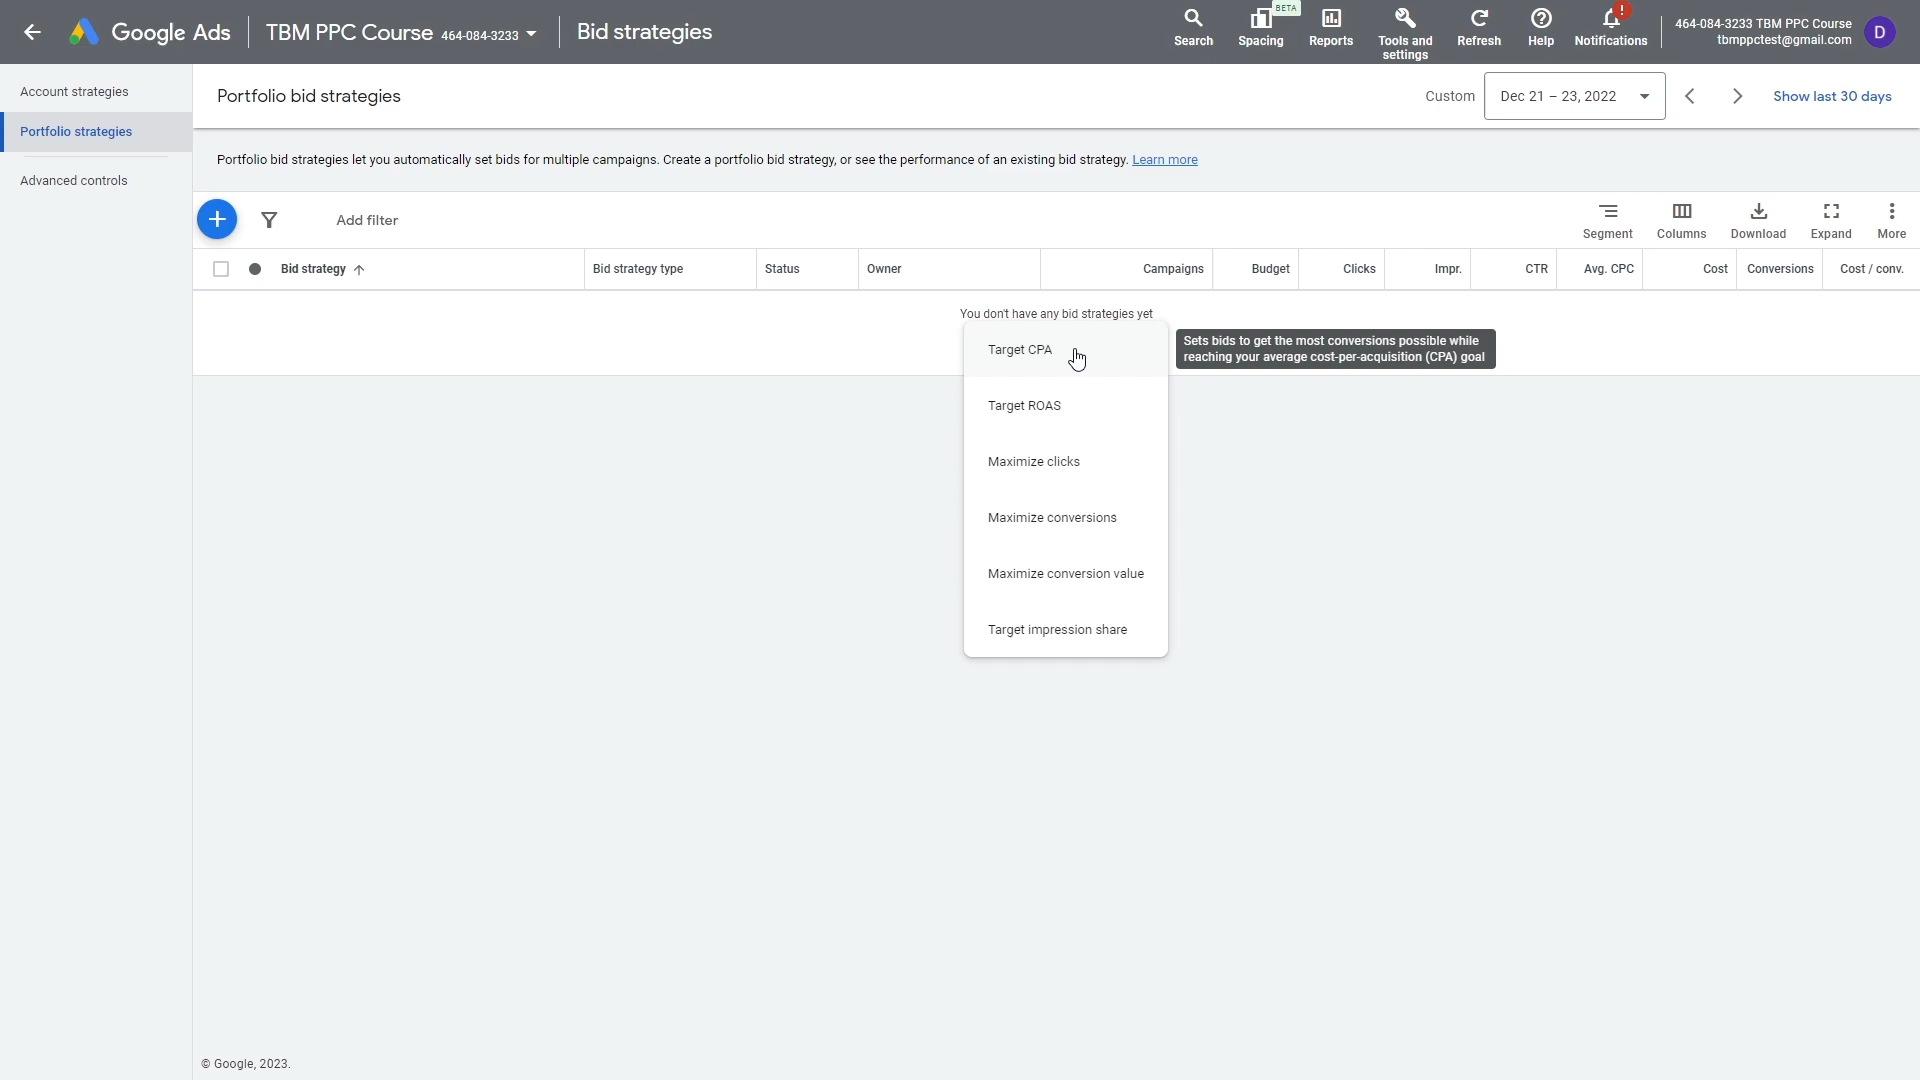 Google Ads
TBM PPC Course 464-084-3233
Bid strategies
Search
BETA
Spacing
Reports
Tools and
settings
Refresh
Help
!
Notifications
464-084-3233 TBM PPC Course
tbmppctest@gmail.com
D
Account strategies
Portfolio strategies
Advanced controls
Portfolio bid strategies
Custom
Dec 21 – 23, 2022
Show last 30 days
Portfolio bid strategies let you automatically set bids for multiple campaigns. Create a portfolio bid strategy, or see the performance of an existing bid strategy. Learn more
Add filter
Segment
Columns
Download
Expand
More
Bid strategy
Bid strategy type
Status
Owner
Campaigns
Budget
Clicks
Impr.
CTR
Avg. CPC
Cost
Conversions
Cost / conv.
You don't have any bid strategies yet
Target CPA
Sets bids to get the most conversions possible while
reaching your average cost-per-acquisition (CPA) goal
Target ROAS
Maximize clicks
Maximize conversions
Maximize conversion value
Target impression share
© Google, 2023.